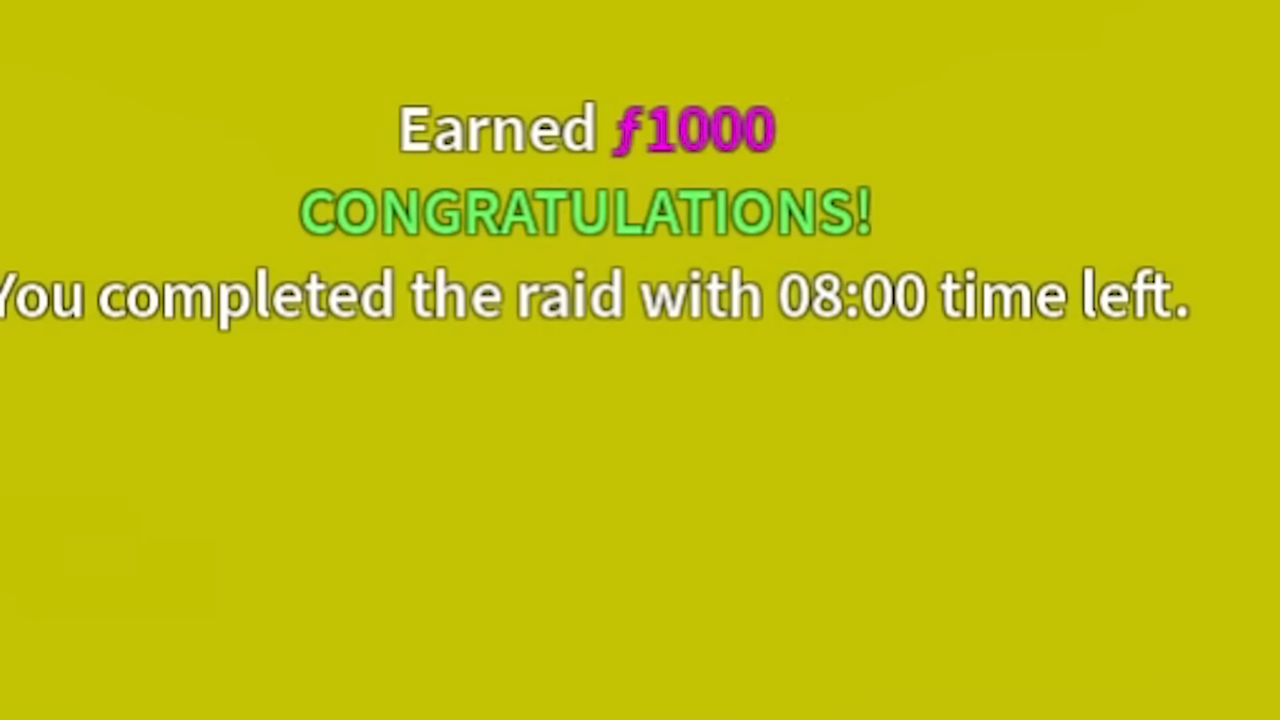 Earned ƒ1000
CONGRATULATIONS!
You completed the raid with 08:00 time left.